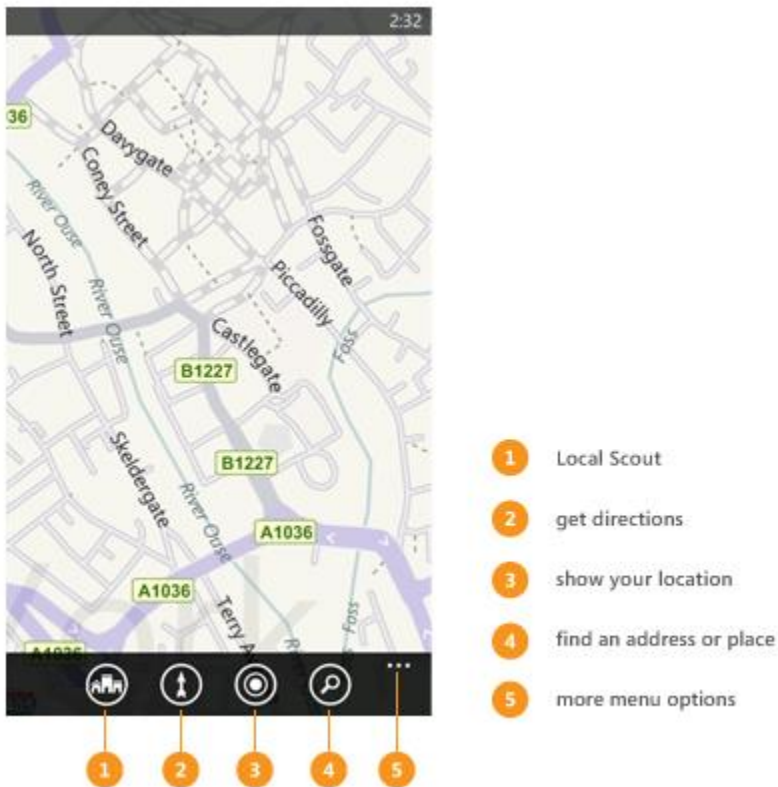 2:32
36
Davygate
Coney Street
River Ouse
North Street
River Ouse
Fossgate
Piccadilly
Castlegate
Foss
B1227
B1227
Skeldergate
River Ouse
A1036
A1036
Terry A
Foss
A1036
1 Local Scout
2 get directions
3 show your location
4 find an address or place
5 more menu options
1 2 3 4 5